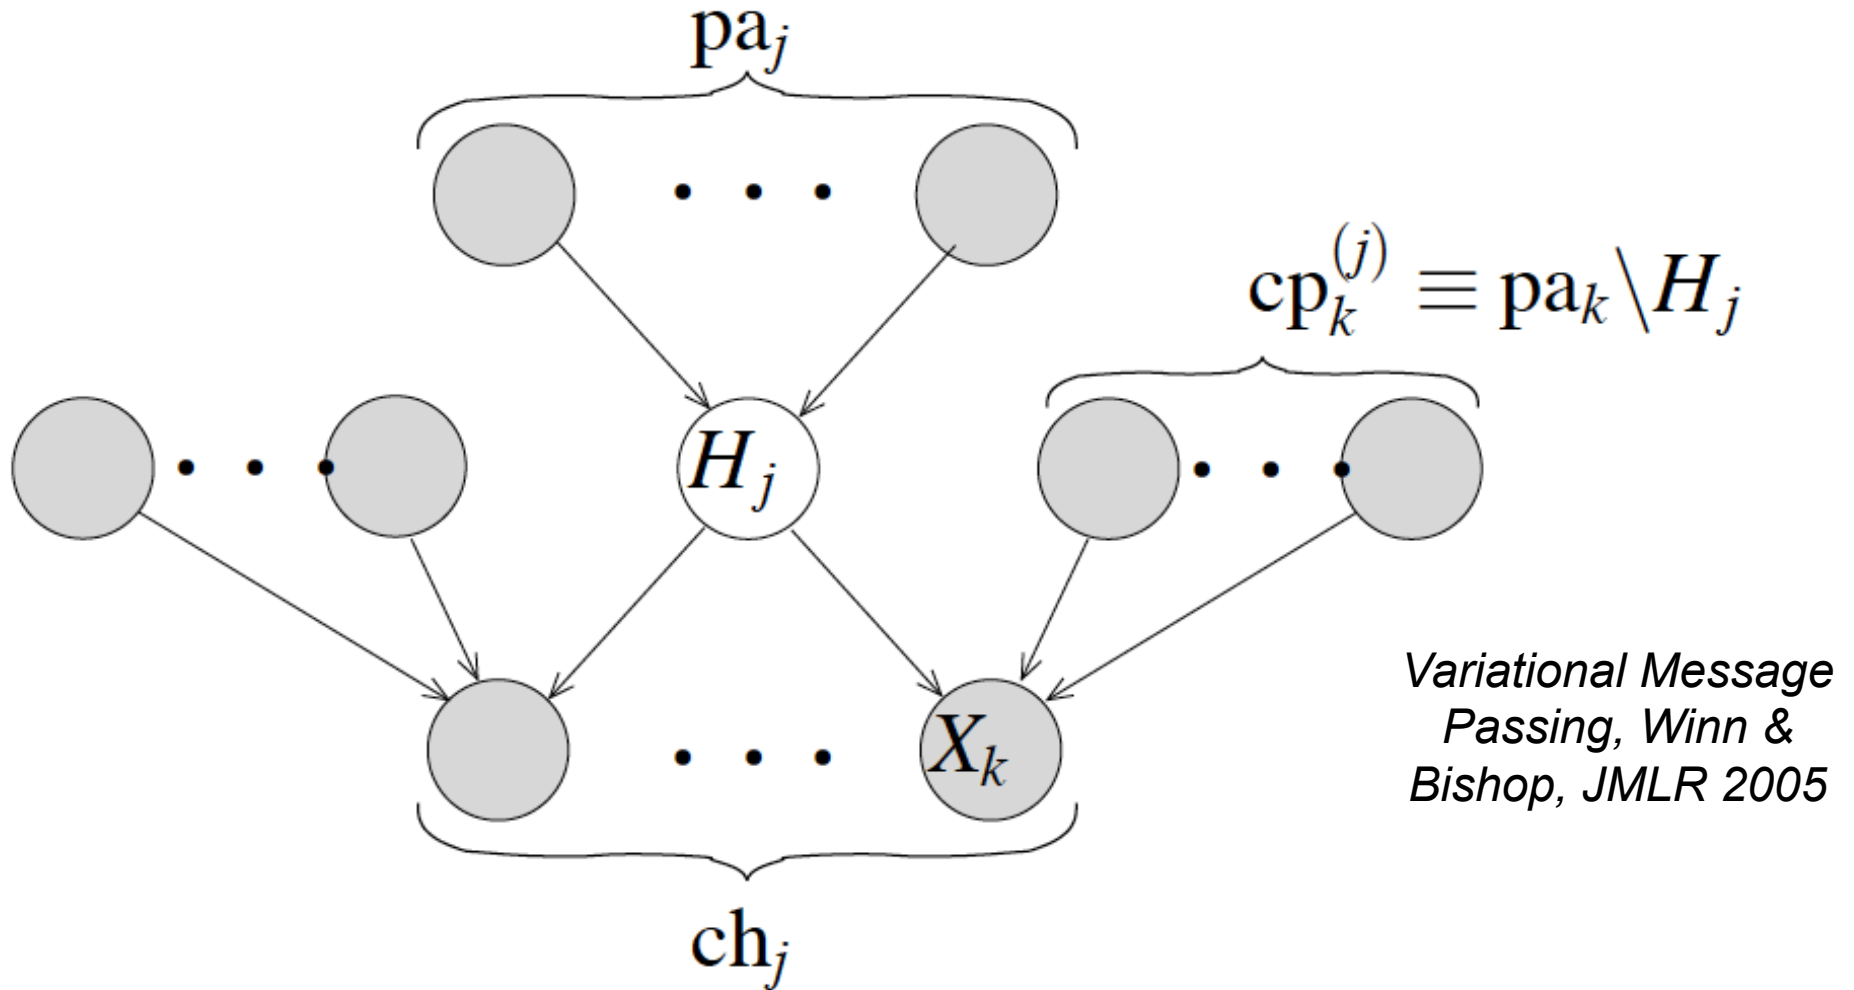 pa_j
cp_k^{(j)} ≡ pa_k\H_j
H_j
X_k
Variational Message
Passing, Winn &
Bishop, JMLR 2005
ch_j